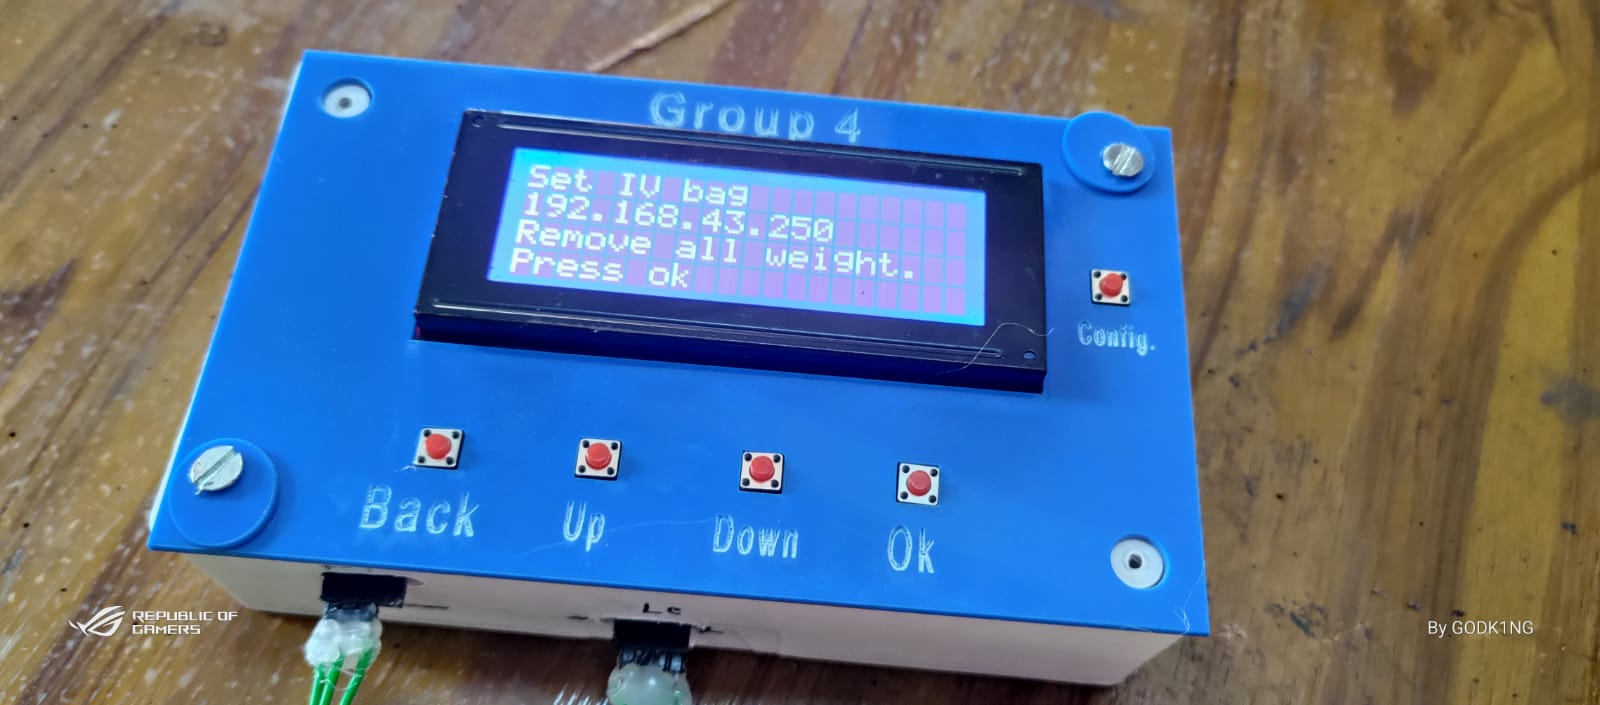 Group 4
Set IV bag
192.168.43.250
Remove all weight.
Press ok
Config.
Back
Up
Down
Ok
Lc
REPUBLIC OF
GAMERS
By GODK1NG